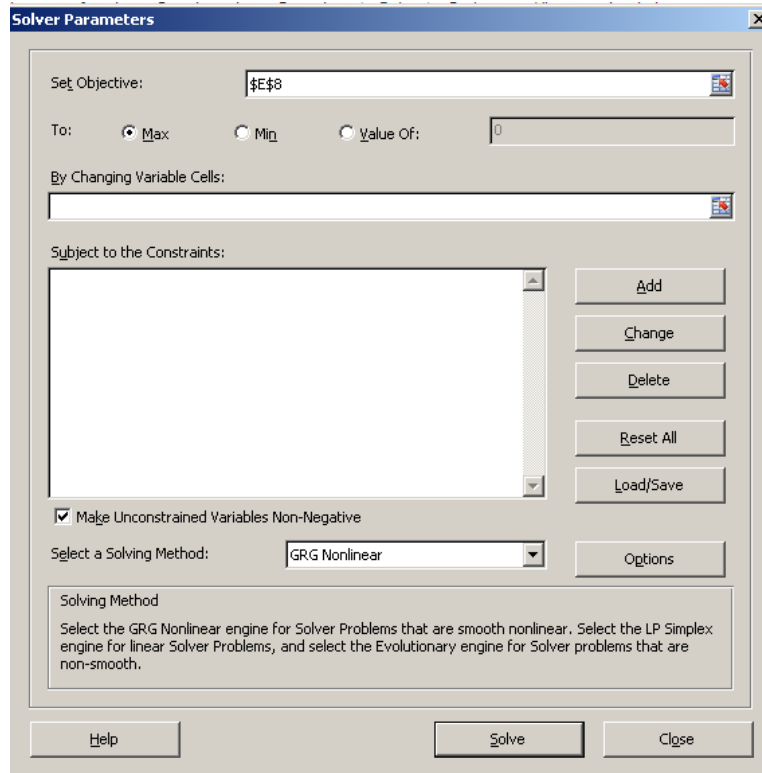 Solver Parameters
Set Objective:
$E$8
To:
Max
Min
Value Of:
0
By Changing Variable Cells:
Subject to the Constraints:
Add
Change
Delete
Reset All
Load/Save
Make Unconstrained Variables Non-Negative
Select a Solving Method:
GRG Nonlinear
Options
Solving Method
Select the GRG Nonlinear engine for Solver Problems that are smooth nonlinear. Select the LP Simplex
engine for linear Solver Problems, and select the Evolutionary engine for Solver problems that are
non-smooth.
Help
Solve
Close